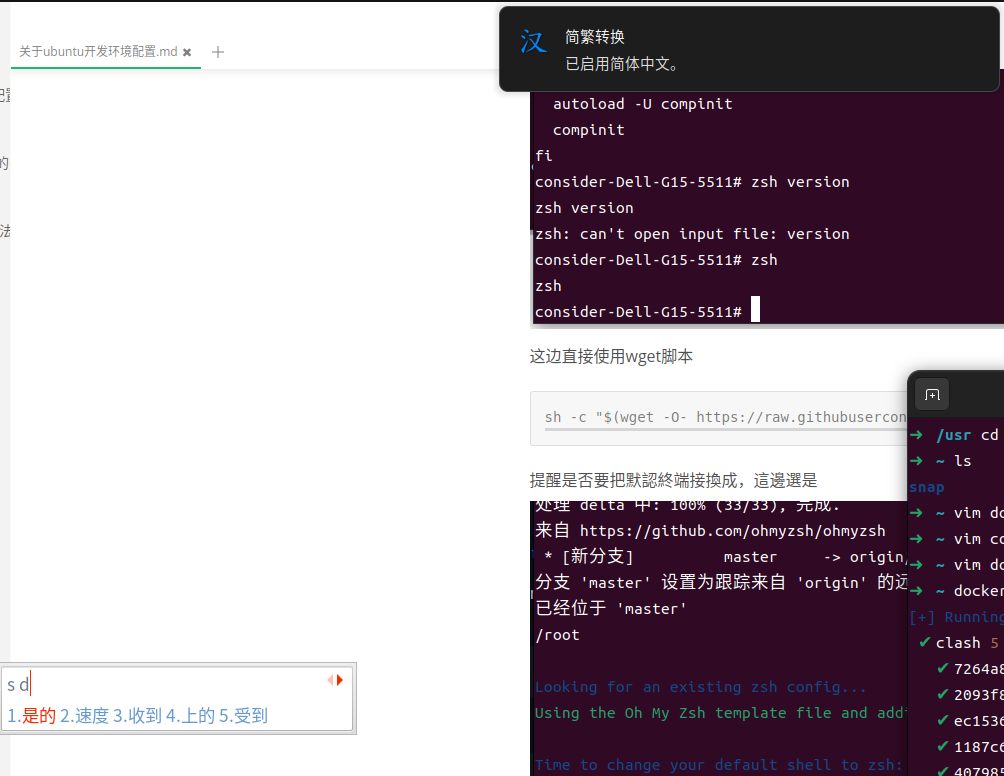 关于ubuntu开发环境配置.md ✖ +
汉
简繁转换
已启用简体中文。
的
法
autoload -U compinit
compinit
fi
consider-Dell-G15-5511# zsh version
zsh version
zsh: can't open input file: version
consider-Dell-G15-5511# zsh
zsh
consider-Dell-G15-5511#
这边直接使用wget脚本
sh -c "$(wget -O- https://raw.githubusercon
提醒是否要把默認終端接換成，這邊選是
处理 delta 中: 100% (33/33), 完成.
来自 https://github.com/ohmyzsh/ohmyzsh
* [新分支] master -> origin/
分支 'master' 设置为跟踪来自 'origin' 的远
已经位于 'master'
/root
Looking for an existing zsh config...
Using the Oh My Zsh template file and addi
Time to change your default shell to zsh:
➜ /usr cd
➜ ~ ls
snap
➜ ~ vim do
➜ ~ vim co
➜ ~ vim do
➜ ~ docker
[+] Running
✔ clash 5
✔ 7264a8
✔ 2093f8
✔ ec1536
✔ 1187c6
✔ 407985
s d
1.是的 2.速度 3.收到 4.上的 5.受到